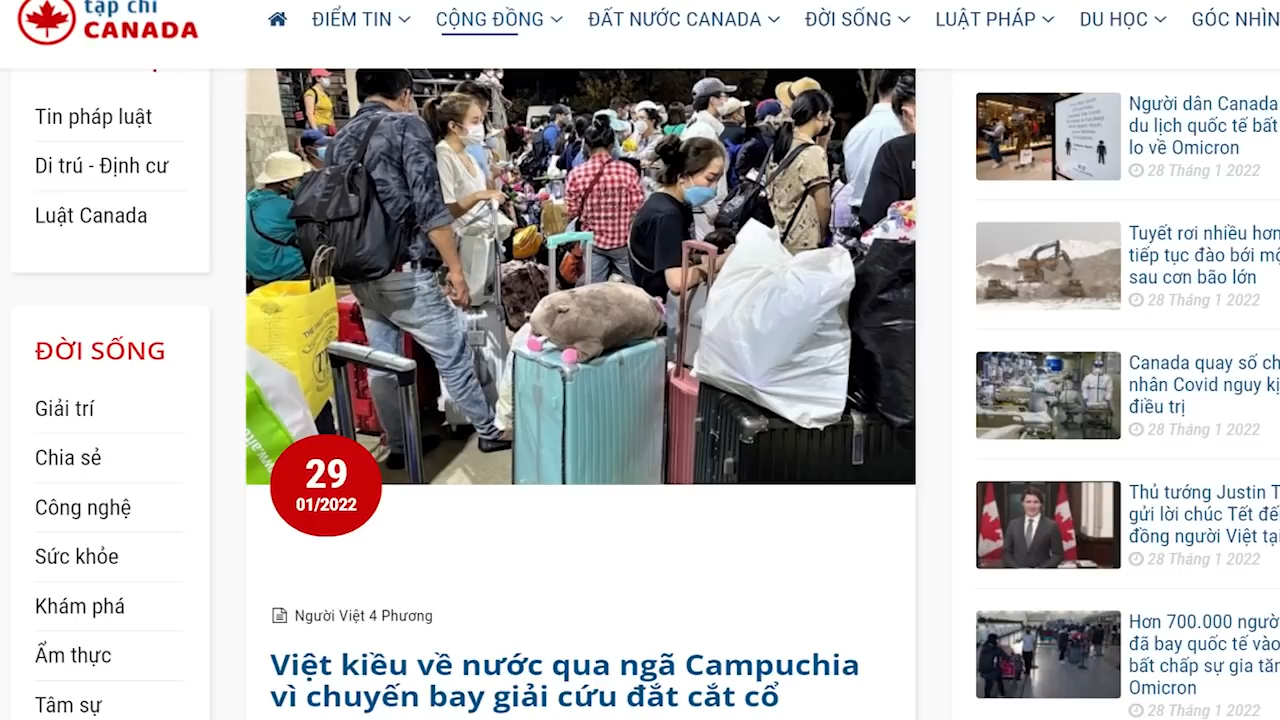 tạp chí
CANADA
ĐIỂM TIN
CỘNG ĐỒNG
ĐẤT NƯỚC CANADA
ĐỜI SỐNG
LUẬT PHÁP
DU HỌC
GÓC NHÌN
Tin pháp luật
Di trú - Định cư
Luật Canada
ĐỜI SỐNG
Giải trí
Chia sẻ
Công nghệ
Sức khỏe
Khám phá
Ẩm thực
Tâm sự
29
01/2022
Người Việt 4 Phương
Việt kiều về nước qua ngã Campuchia
vì chuyến bay giải cứu đắt cắt cổ
Người dân Canada
du lịch quốc tế bất
lo về Omicron
28 Tháng 1 2022
Tuyết rơi nhiều hơn
tiếp tục đào bới
sau cơn bão lớn
28 Tháng 1 2022
Canada quay số
nhân Covid nguy
điều trị
28 Tháng 1 2022
Thủ tướng Justin T
gửi lời chúc Tết
đồng người Việt
28 Tháng 1 2022
Hơn 700.000
đã bay quốc tế vào
bất chấp sự gia
Omicron
28 Tháng 1 2022